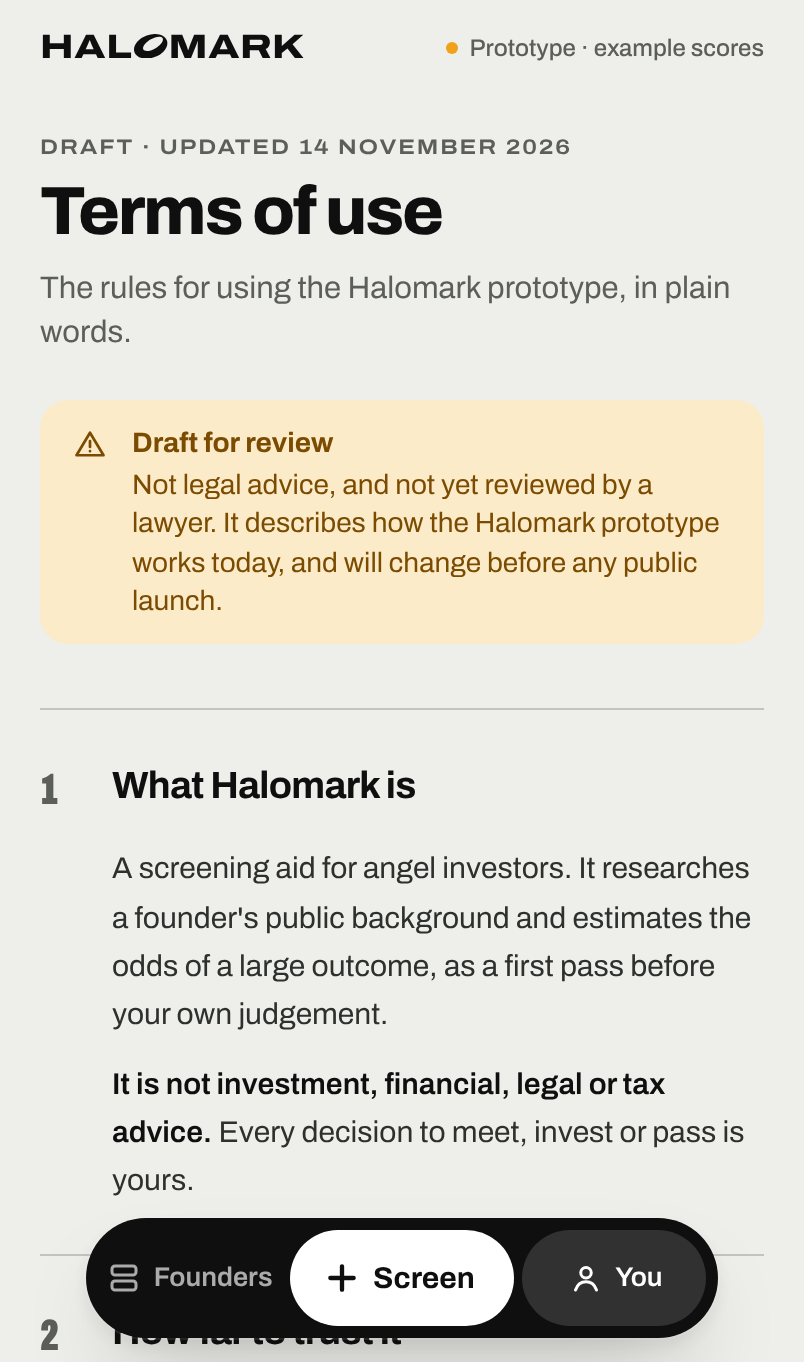 HALOMARK
Prototype · example scores
DRAFT · UPDATED 14 NOVEMBER 2026
Terms of use
The rules for using the Halomark prototype, in plain
words.
Draft for review
Not legal advice, and not yet reviewed by a
lawyer. It describes how the Halomark prototype
works today, and will change before any public
launch.
1
What Halomark is
A screening aid for angel investors. It researches
a founder's public background and estimates the
odds of a large outcome, as a first pass before
your own judgement.
It is not investment, financial, legal or tax
advice. Every decision to meet, invest or pass is
yours.
Founders
Screen
You
2
How far to trust it